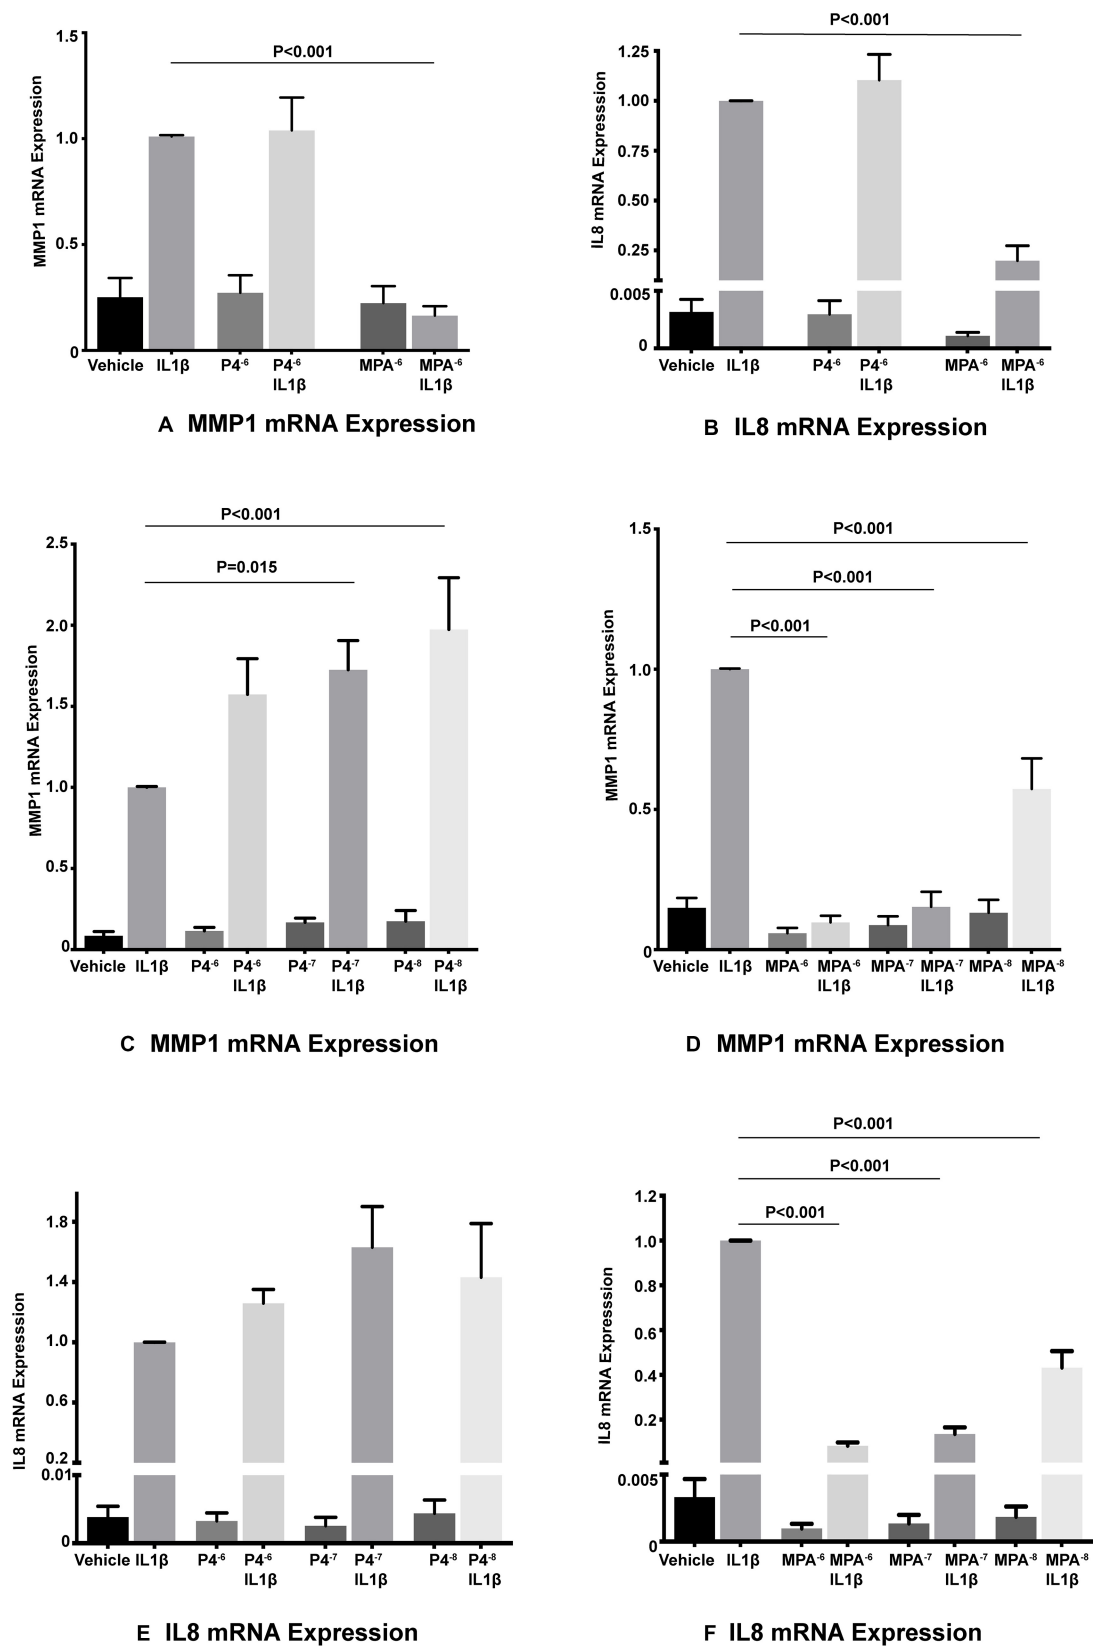 P<0.001
1.5
1.0
0.5
0
MMP1 mRNA Expression
Vehicle IL1β P4-6 P4-6 MPA-6 MPA-6
IL1β IL1β
A MMP1 mRNA Expression
P<0.001
1.25
1.00
0.75
0.50
0.25
0.005
0
IL8 mRNA Expresssion
Vehicle IL1β P4-6 P4-6 MPA-6 MPA-6
IL1β IL1β
B IL8 mRNA Expression
P<0.001
P=0.015
2.5
2.0
1.5
1.0
0.5
0
MMP1 mRNA Expression
Vehicle IL1β P4-6 P4-6 P4-7 P4-7 P4-8 P4-8
IL1β IL1β IL1β
C MMP1 mRNA Expression
P<0.001
P<0.001
P<0.001
1.5
1.0
0.5
0
MMP1 mRNA Expression
Vehicle IL1β MPA-6 MPA-6 MPA-7 MPA-7 MPA-8 MPA-8
IL1β IL1β IL1β
D MMP1 mRNA Expression
1.8
1.4
1.0
0.6
0.2
0.01
0
IL8 mRNA Expresssion
Vehicle IL1β P4-6 P4-6 P4-7 P4-7 P4-8 P4-8
IL1β IL1β IL1β
E IL8 mRNA Expression
P<0.001
P<0.001
P<0.001
1.2
1.0
0.8
0.6
0.4
0.2
0.005
0
IL8 mRNA Expresssion
Vehicle IL1β MPA-6 MPA-6 MPA-7 MPA-7 MPA-8 MPA-8
IL1β IL1β IL1β
F IL8 mRNA Expression